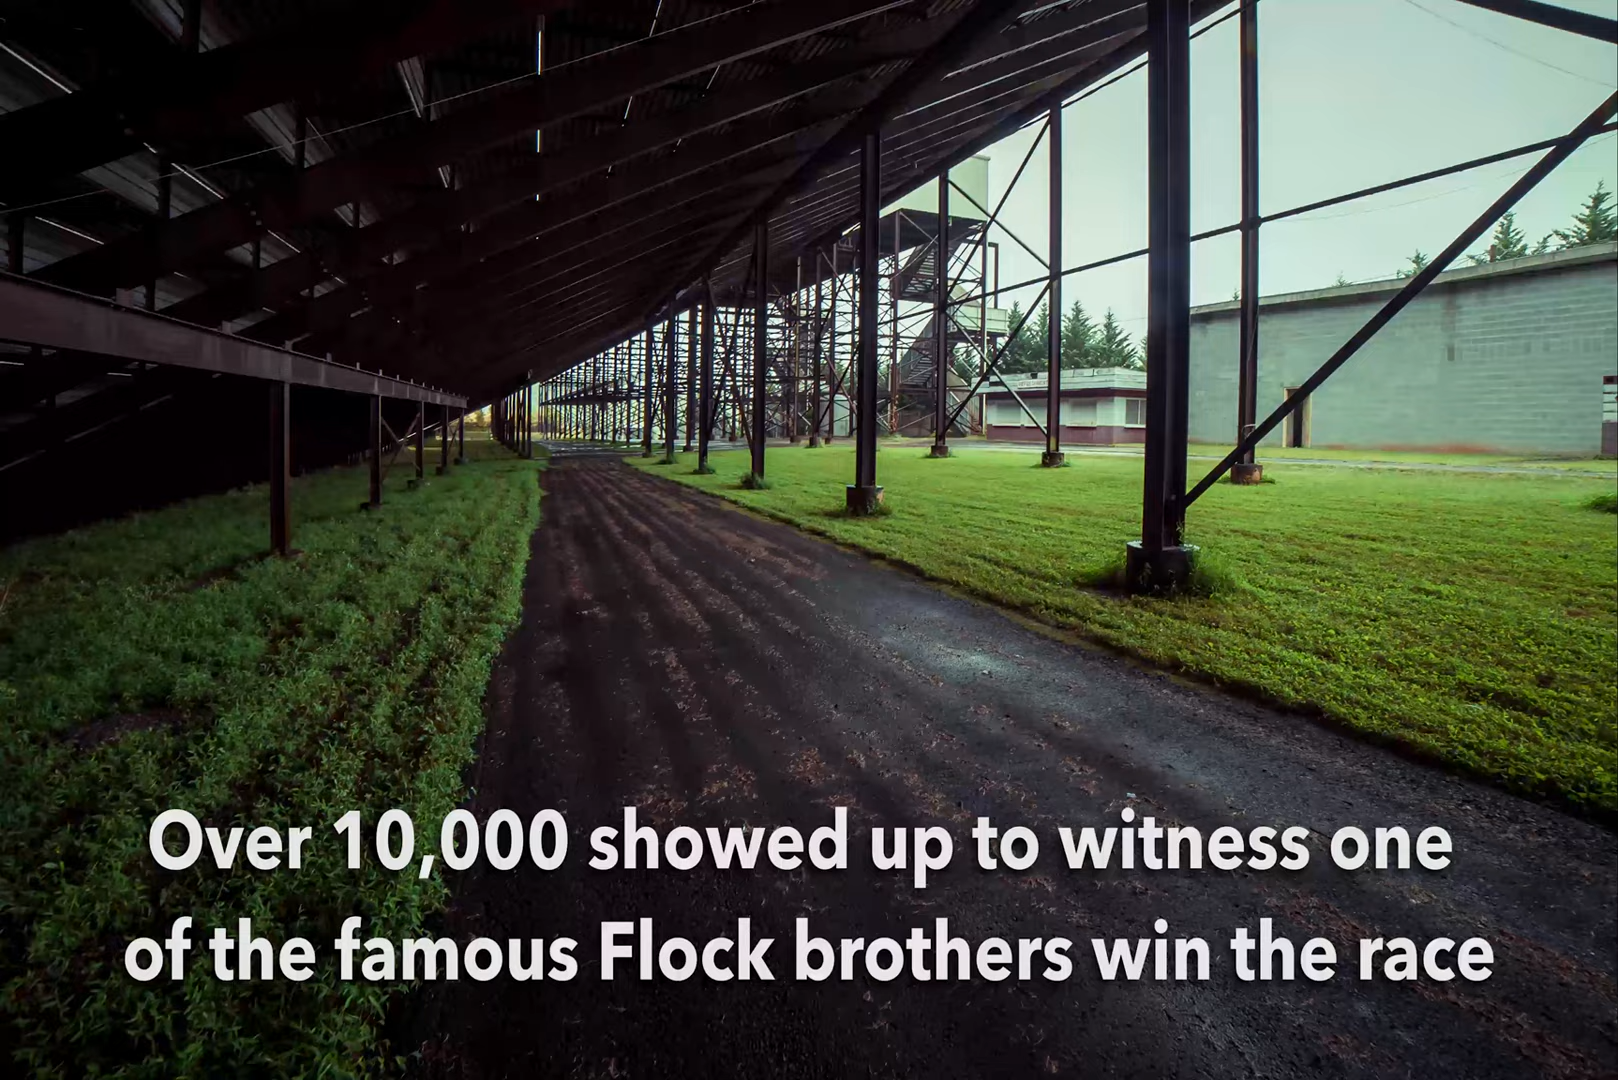 Over 10,000 showed up to witness one
of the famous Flock brothers win the race